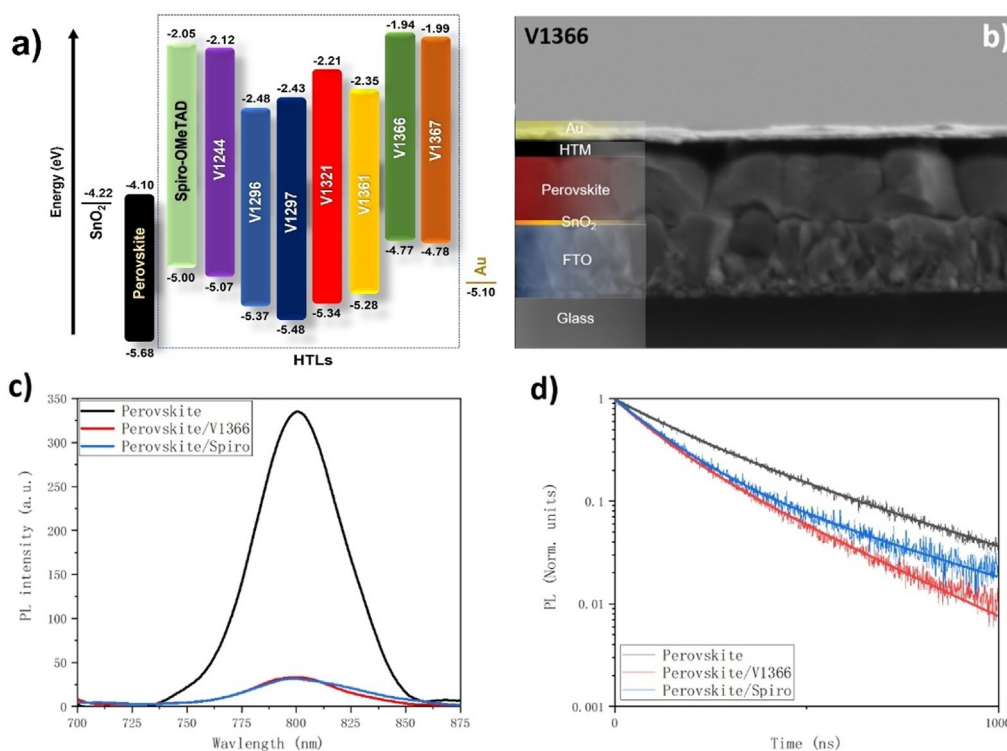 a)
Energy (eV)
-4.22
SnO2
-4.10
Perovskite
-5.68
-2.05
Spiro-OMeTAD
-5.00
-2.12
V1244
-5.07
-2.48
V1296
-5.37
-2.43
V1297
-5.48
-2.21
V1321
-5.34
-2.35
V1361
-5.28
-1.94
V1366
-4.77
-1.99
V1367
-4.78
Au
-5.10
HTLs
V1366
b)
Au
HTM
Perovskite
SnO2
FTO
Glass
c)
PL intensity (a.u.)
350
300
250
200
150
100
50
0
Perovskite
Perovskite/V1366
Perovskite/Spiro
700 725 750 775 800 825 850 875
Wavlength (nm)
d)
PL (Norm. units)
1
0.1
0.01
0.001
Perovskite
Perovskite/V1366
Perovskite/Spiro
0 1000
Time (ns)